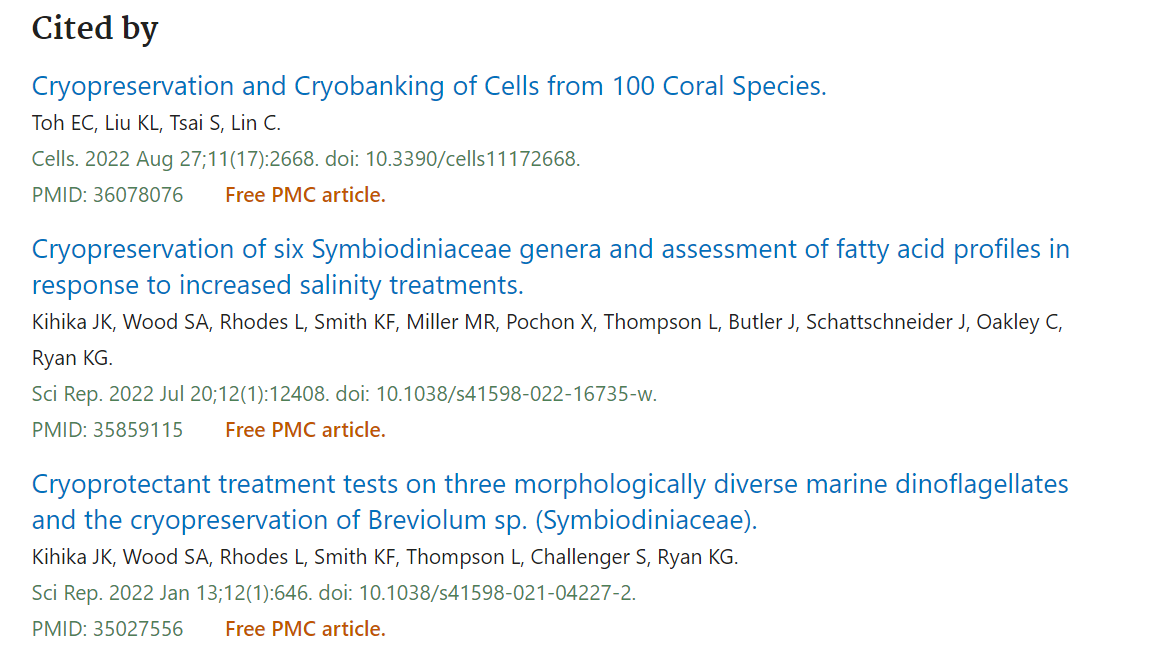 Cited by
Cryopreservation and Cryobanking of Cells from 100 Coral Species.
Toh EC, Liu KL, Tsai S, Lin C.
Cells. 2022 Aug 27;11(17):2668. doi: 10.3390/cells11172668.
PMID: 36078076 Free PMC article.
Cryopreservation of six Symbiodiniaceae genera and assessment of fatty acid profiles in
response to increased salinity treatments.
Kihika JK, Wood SA, Rhodes L, Smith KF, Miller MR, Pochon X, Thompson L, Butler J, Schattschneider J, Oakley C,
Ryan KG.
Sci Rep. 2022 Jul 20;12(1):12408. doi: 10.1038/s41598-022-16735-w.
PMID: 35859115 Free PMC article.
Cryoprotectant treatment tests on three morphologically diverse marine dinoflagellates
and the cryopreservation of Breviolum sp. (Symbiodiniaceae).
Kihika JK, Wood SA, Rhodes L, Smith KF, Thompson L, Challenger S, Ryan KG.
Sci Rep. 2022 Jan 13;12(1):646. doi: 10.1038/s41598-021-04227-2.
PMID: 35027556 Free PMC article.